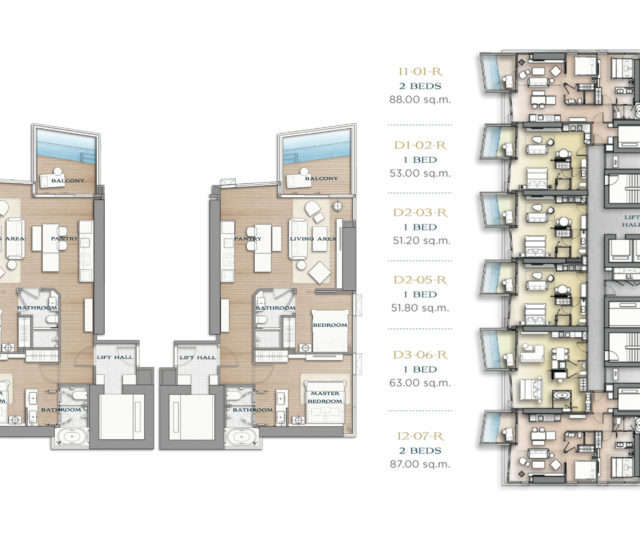 BALCONY
AREA
PANTRY
BATHROOM
LIFT HALL
BATHROOM
BALCONY
PANTRY
LIVING AREA
BATHROOM
BEDROOM
LIFT HALL
BATHROOM
MASTER
BEDROOM
I1-01-R
2 BEDS
88.00 sq.m.
D1-02-R
1 BED
53.00 sq.m.
D2-03-R
1 BED
51.20 sq.m.
D2-05-R
1 BED
51.80 sq.m.
D3-06-R
1 BED
63.00 sq.m.
I2-07-R
2 BEDS
87.00 sq.m.
LIFT
HALL